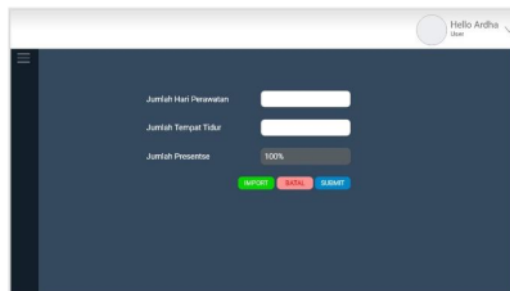 Hello Ardha
User
Jumlah Hari Perawatan
Jumlah Tempat Tidur
Jumlah Presentse
100%
IMPORT BATAL SUBMIT